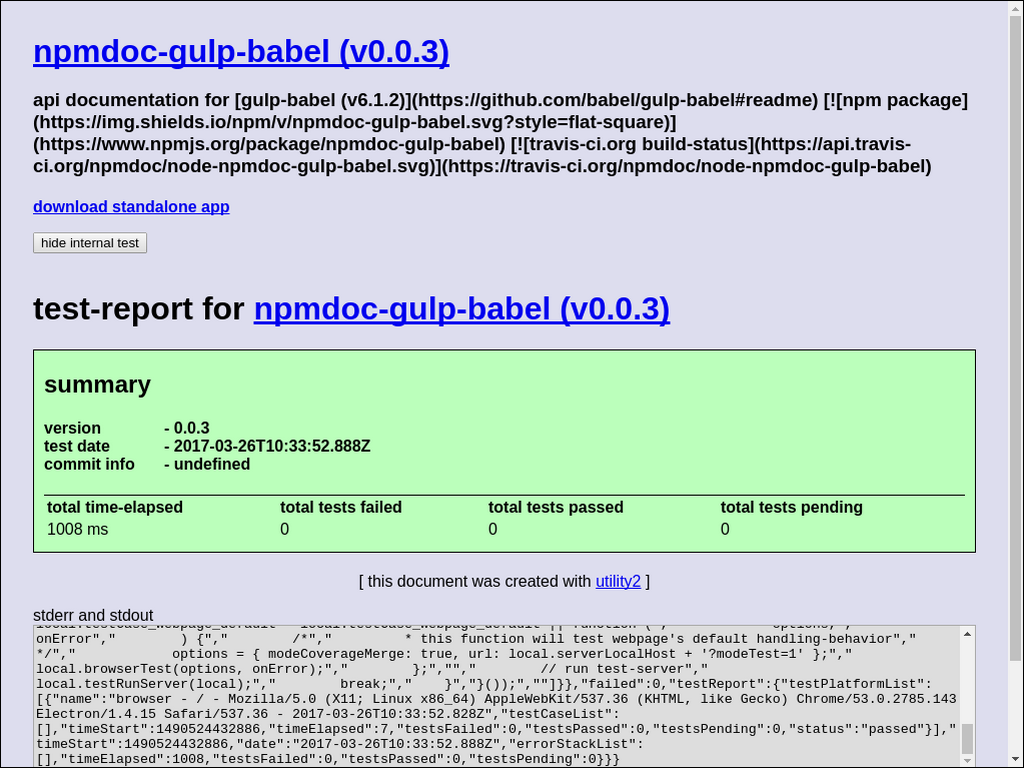 npmdoc-gulp-babel (v0.0.3)
api documentation for [gulp-babel (v6.1.2)](https://github.com/babel/gulp-babel#readme) [![npm package]
(https://img.shields.io/npm/v/npmdoc-gulp-babel.svg?style=flat-square)]
(https://www.npmjs.org/package/npmdoc-gulp-babel) [![travis-ci.org build-status](https://api.travis-
ci.org/npmdoc/node-npmdoc-gulp-babel.svg)](https://travis-ci.org/npmdoc/node-npmdoc-gulp-babel)
download standalone app
hide internal test
test-report for npmdoc-gulp-babel (v0.0.3)
summary
version - 0.0.3
test date - 2017-03-26T10:33:52.888Z
commit info - undefined
total time-elapsed total tests failed total tests passed total tests pending
1008 ms 0 0 0
[ this document was created with utility2 ]
stderr and stdout
onError"," ) {"," /*"," * this function will test webpage's default handling-behavior","
*/"," options = { modeCoverageMerge: true, url: local.serverLocalHost + '?modeTest=1' };","
local.browserTest(options, onError);"," };",""," // run test-server","
local.testRunServer(local);"," break;"," }","}());",""]}},"failed":0,"testReport":{"testPlatformList":
[{"name":"browser - / - Mozilla/5.0 (X11; Linux x86_64) AppleWebKit/537.36 (KHTML, like Gecko) Chrome/53.0.2785.143
Electron/1.4.15 Safari/537.36 - 2017-03-26T10:33:52.828Z","testCaseList":
[],"timeStart":1490524432886,"timeElapsed":7,"testsFailed":0,"testsPassed":0,"testsPending":0,"status":"passed"}],"
timeStart":1490524432886,"date":"2017-03-26T10:33:52.888Z","errorStackList":
[],"timeElapsed":1008,"testsFailed":0,"testsPassed":0,"testsPending":0}}}